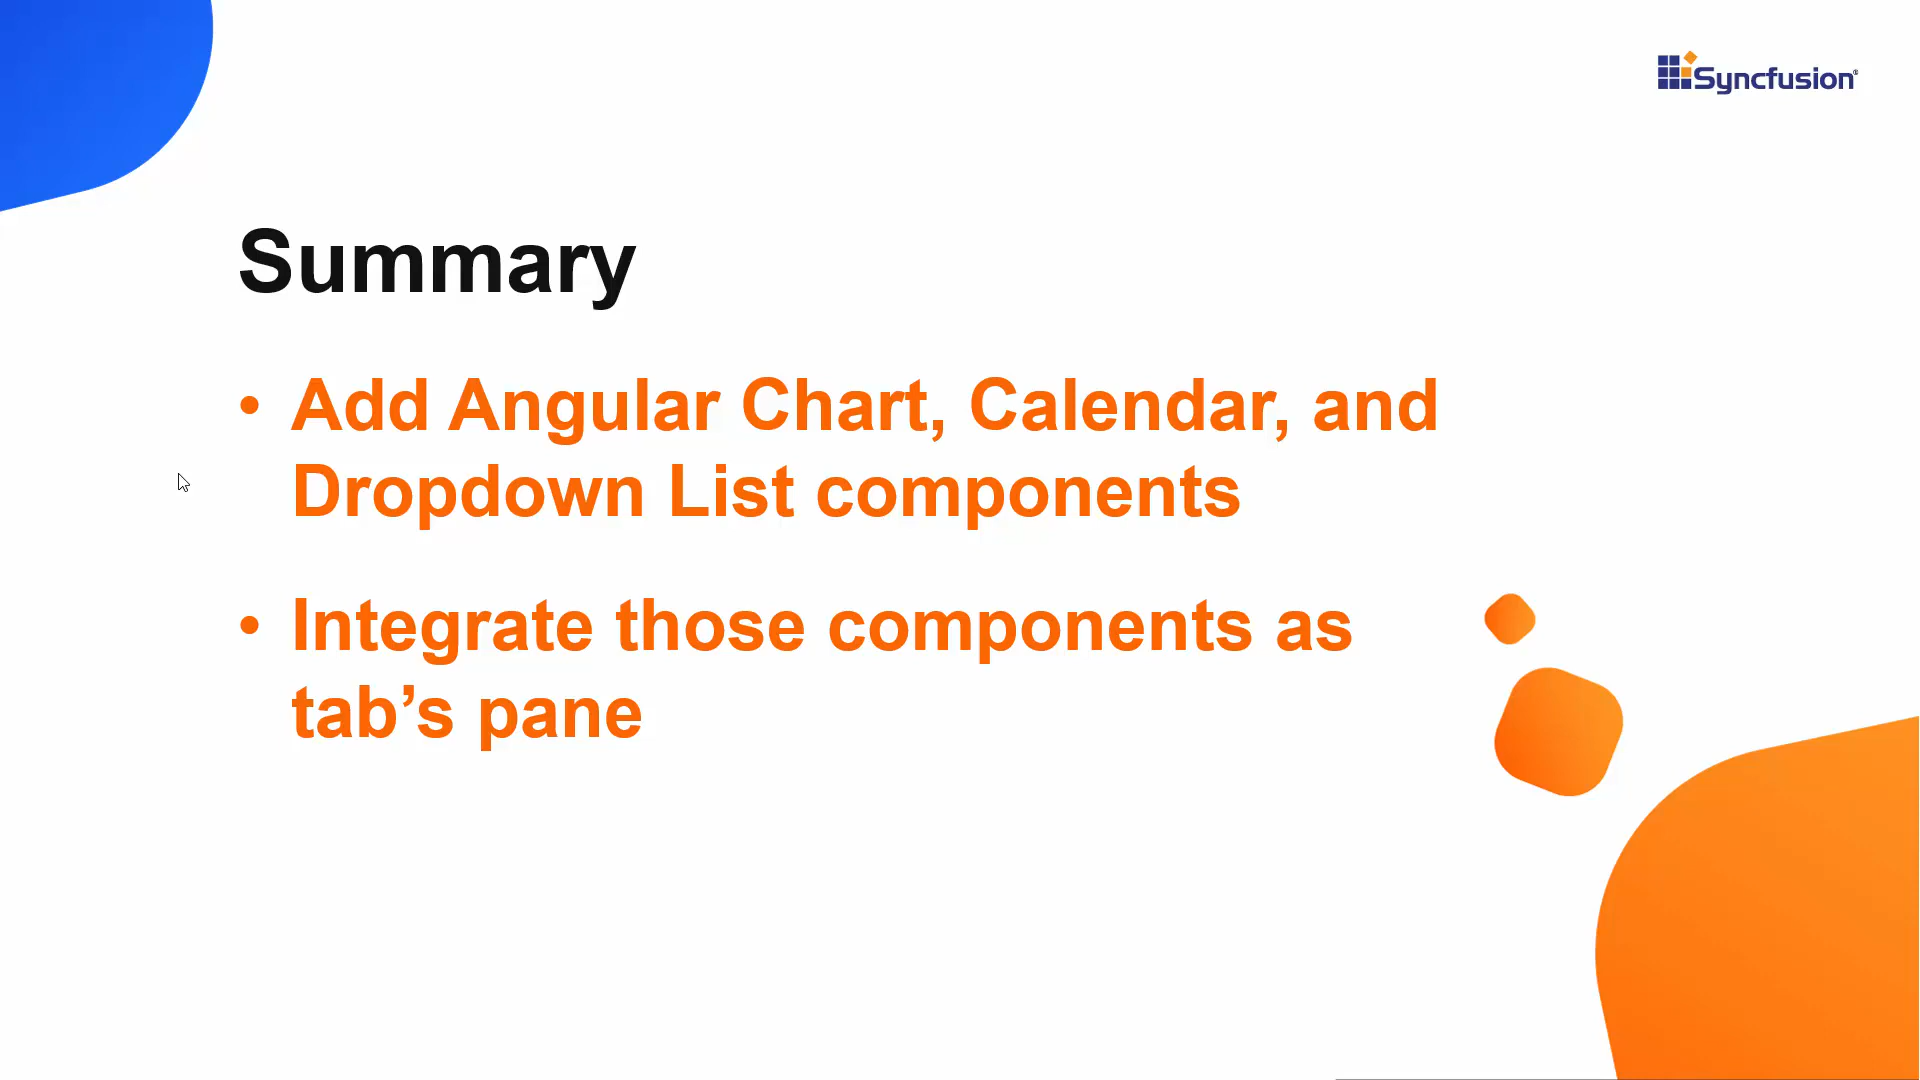 Syncfusion®
Summary
• Add Angular Chart, Calendar, and
Dropdown List components
• Integrate those components as
tab’s pane